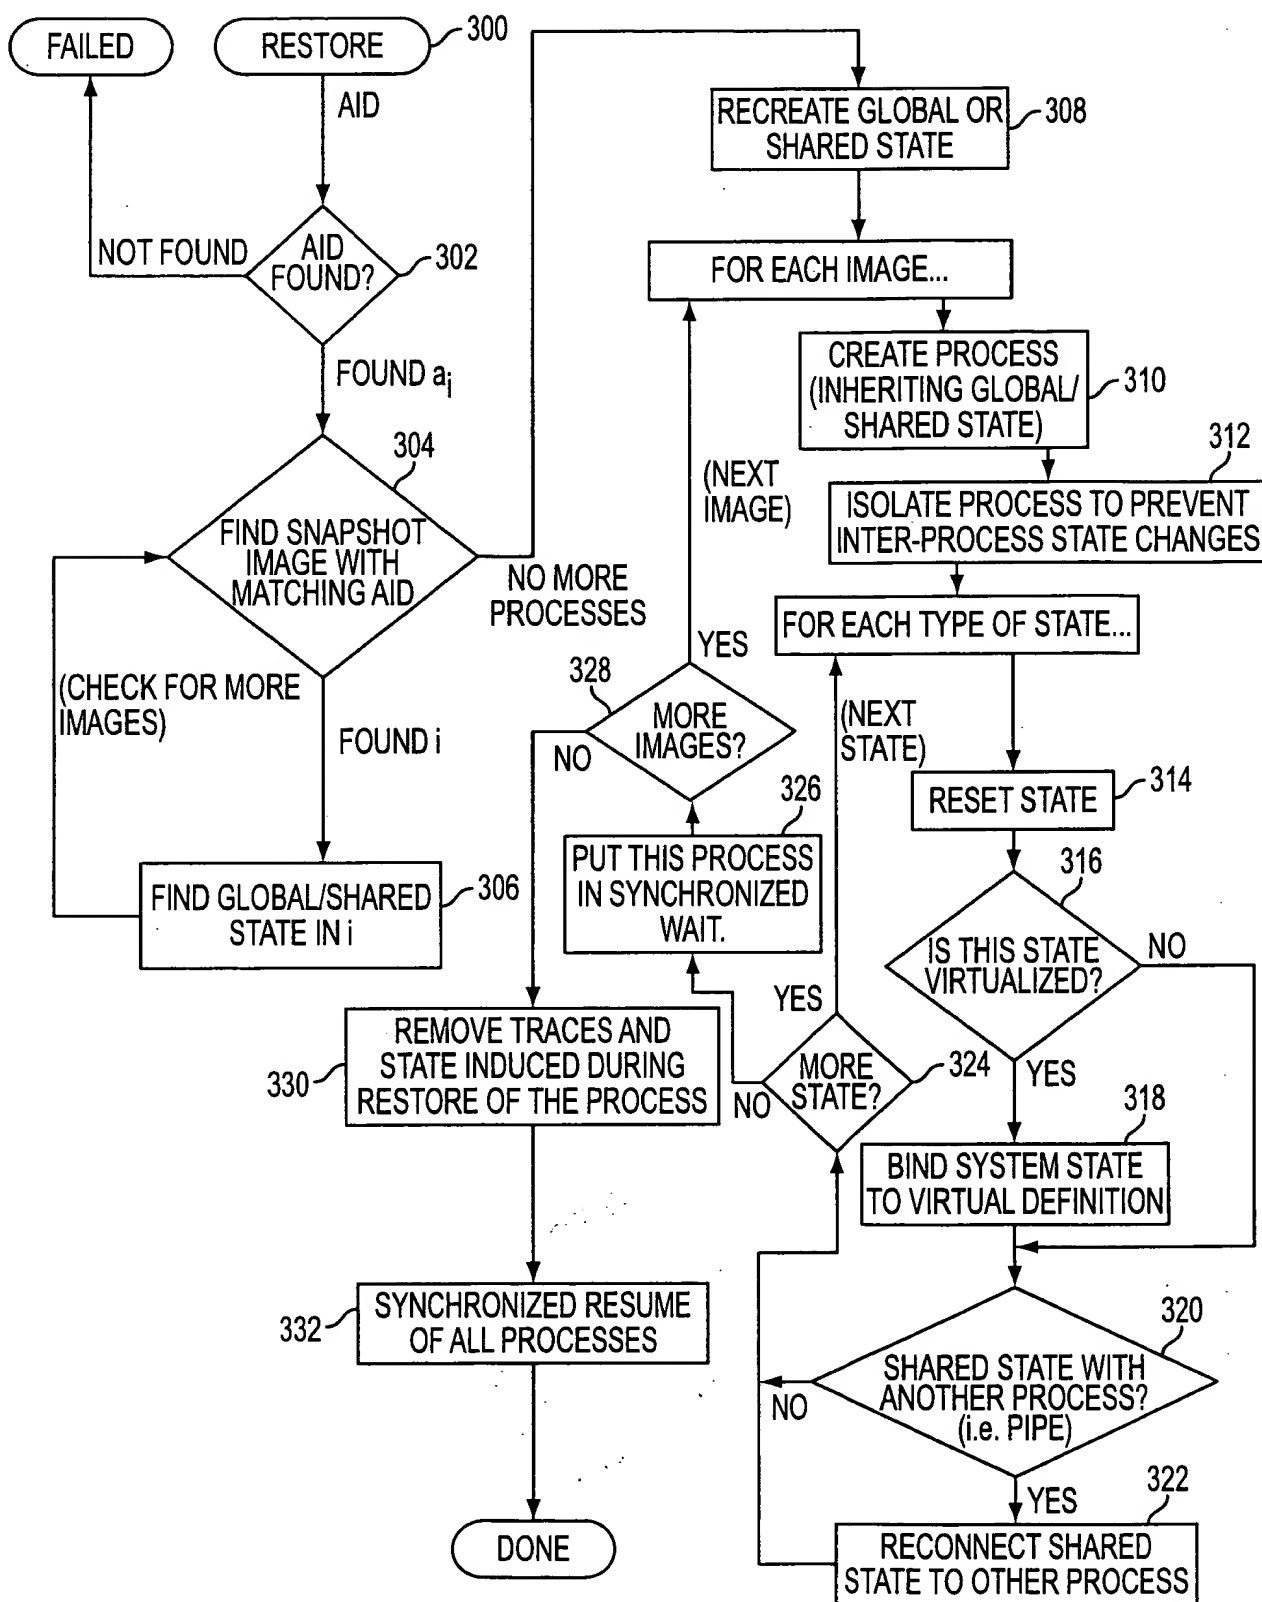 FAILED
RESTORE
300
AID
NOT FOUND
AID
FOUND?
302
FOUND ai
304
FIND SNAPSHOT
IMAGE WITH
MATCHING AID
NO MORE
PROCESSES
(CHECK FOR MORE
IMAGES)
FOUND i
FIND GLOBAL/SHARED
STATE IN i
306
RECREATE GLOBAL OR
SHARED STATE
308
FOR EACH IMAGE...
CREATE PROCESS
(INHERITING GLOBAL/
SHARED STATE)
310
312
ISOLATE PROCESS TO PREVENT
INTER-PROCESS STATE CHANGES
(NEXT
IMAGE)
FOR EACH TYPE OF STATE...
YES
328
MORE
IMAGES?
NO
(NEXT
STATE)
RESET STATE
314
326
PUT THIS PROCESS
IN SYNCHRONIZED
WAIT.
316
IS THIS STATE
VIRTUALIZED?
NO
YES
YES
MORE
STATE?
324
NO
318
BIND SYSTEM STATE
TO VIRTUAL DEFINITION
330
REMOVE TRACES AND
STATE INDUCED DURING
RESTORE OF THE PROCESS
332
SYNCHRONIZED RESUME
OF ALL PROCESSES
320
SHARED STATE WITH
ANOTHER PROCESS?
(i.e. PIPE)
NO
YES
322
RECONNECT SHARED
STATE TO OTHER PROCESS
DONE